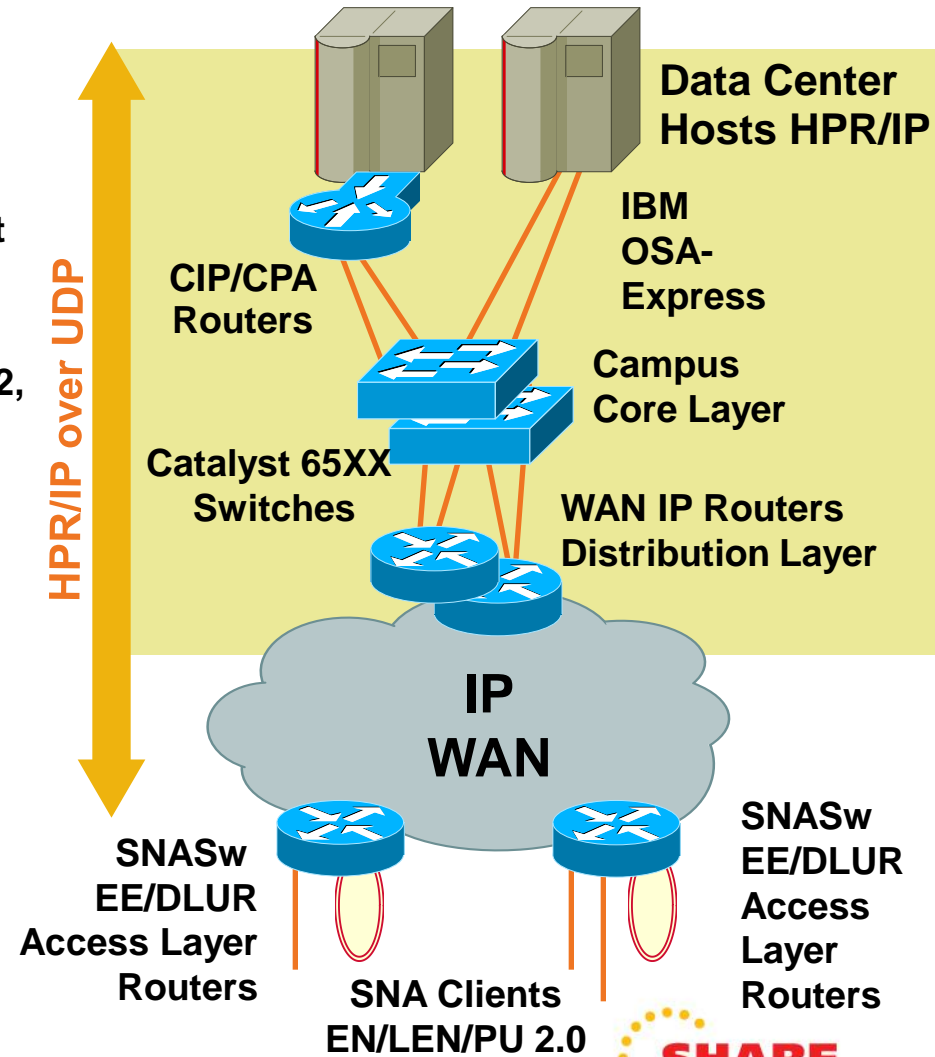 Data Center
Hosts HPR/IP
IBM
OSA-
Express
t
CIP/CPA
Routers
HPR/IP over UDP
2,
Campus
Core Layer
Catalyst 65XX
Switches
WAN IP Routers
Distribution Layer
IP
WAN
SNASw
EE/DLUR
Access Layer
Routers
SNA Clients
EN/LEN/PU 2.0
SNASw
EE/DLUR
Access
Layer
Routers
SHARE